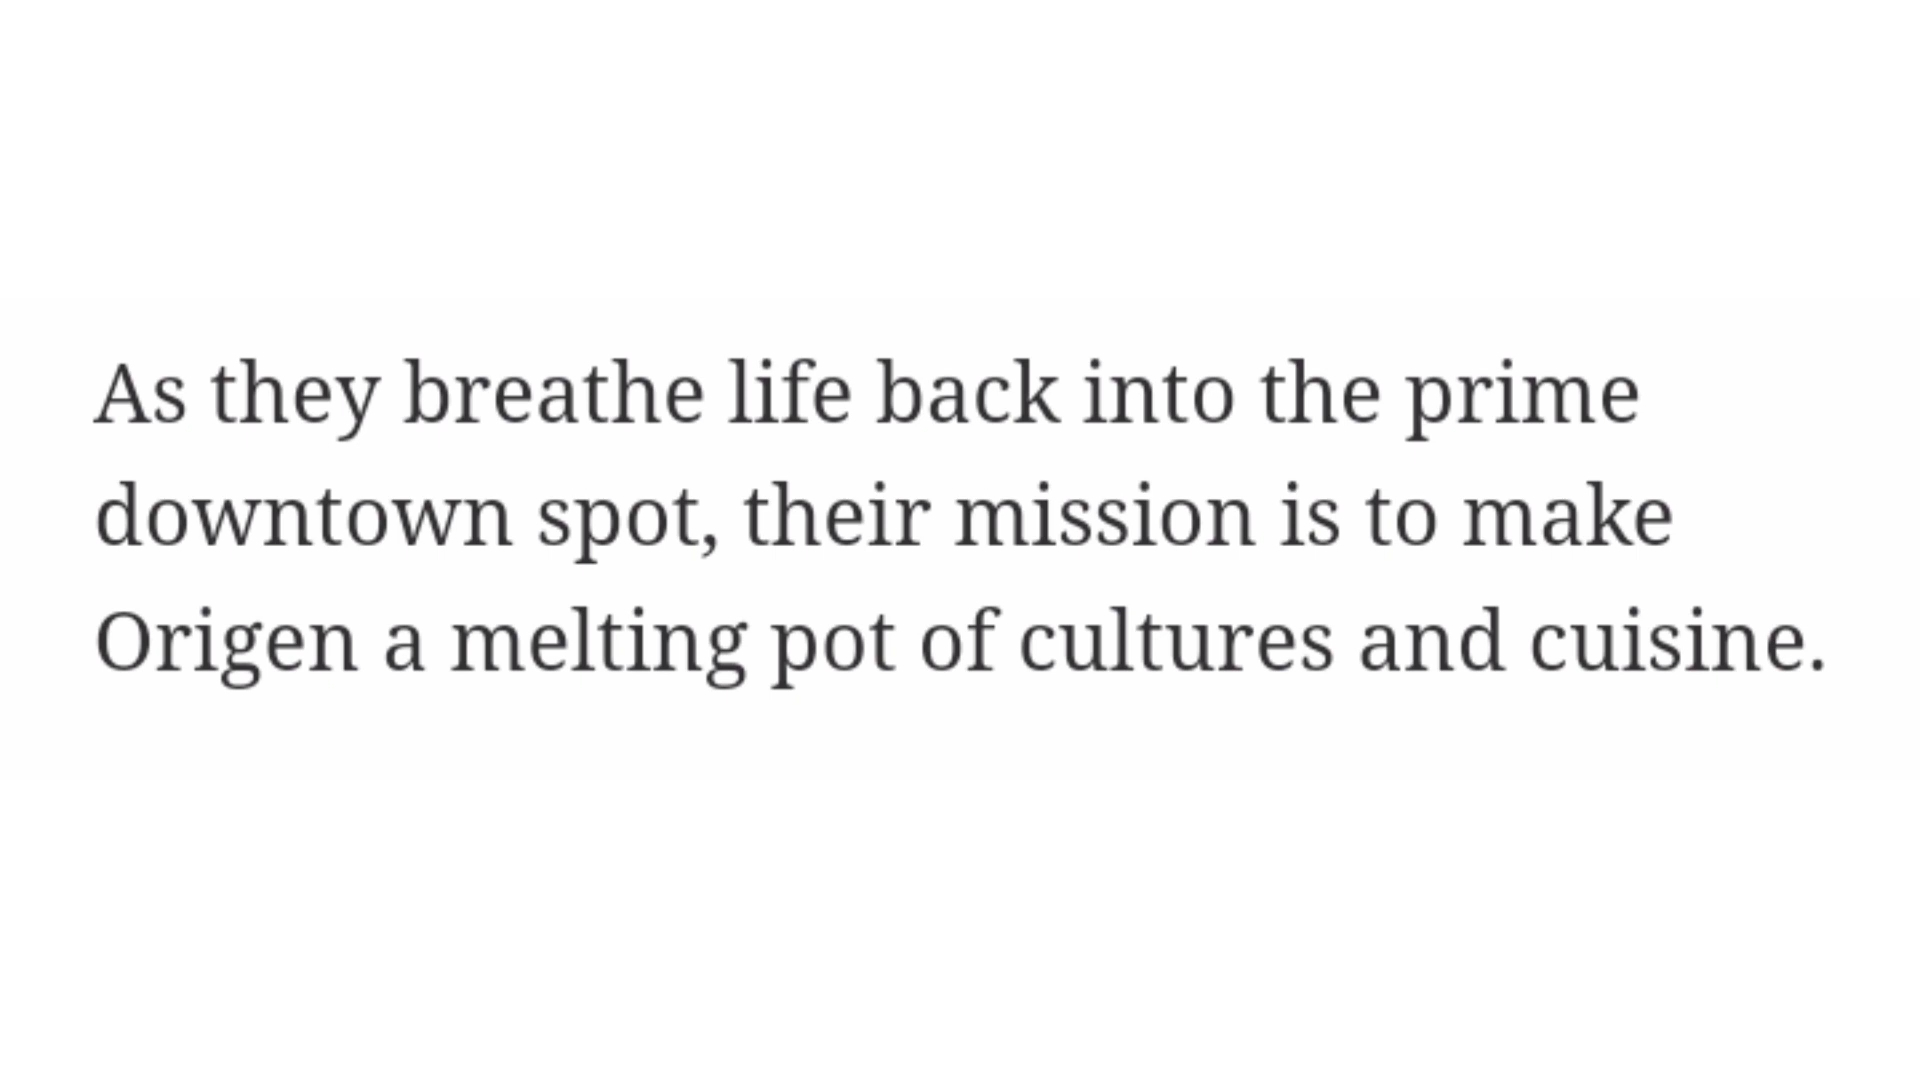 As they breathe life back into the prime
downtown spot, their mission is to make
Origen a melting pot of cultures and cuisine.